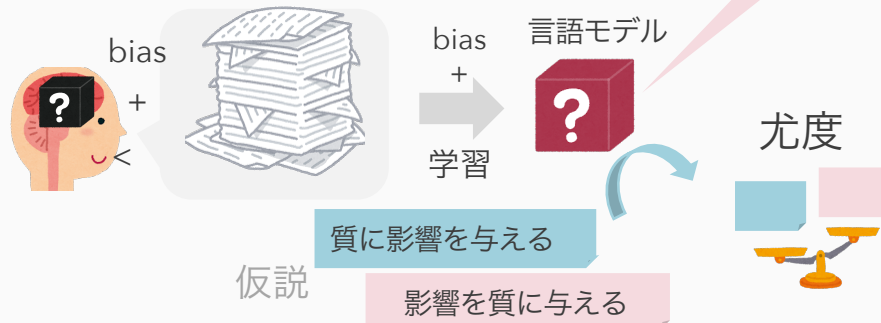 bias
+
?
bias
+
学習
言語モデル
?
尤度
仮説
質に影響を与える
影響を質に与える